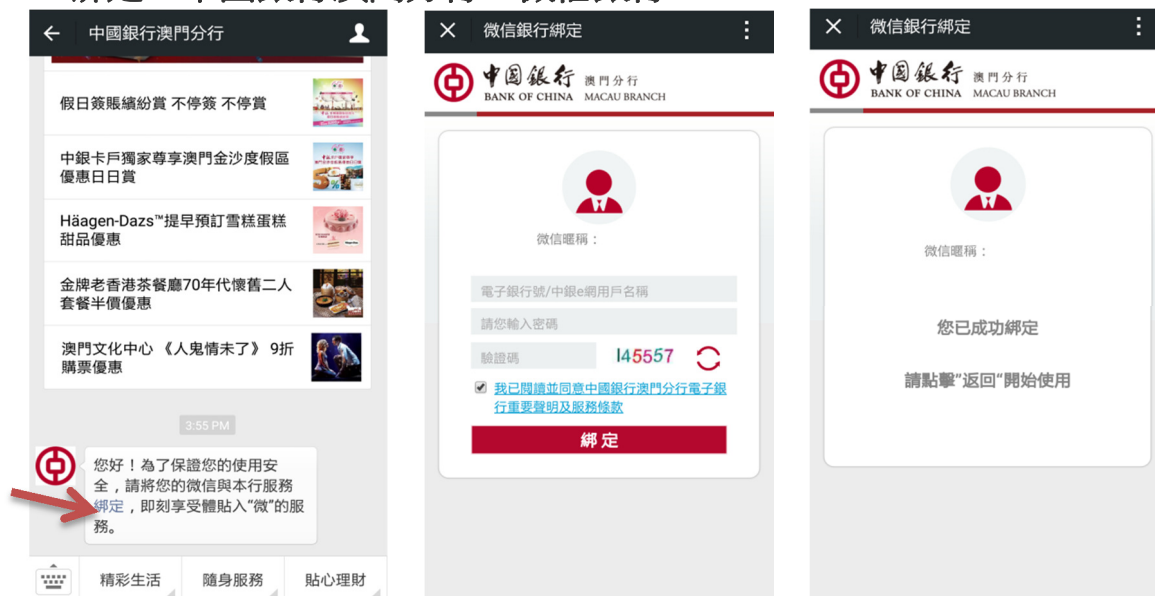 中國銀行澳門分行
假日簽賬繽紛賞 不停簽 不停賞
中銀卡戶獨家尊享澳門金沙度假區
優惠日日賞
Häagen-Dazs™提早預訂雪糕蛋糕
甜品優惠
金牌老香港茶餐廳70年代懷舊二人
套餐半價優惠
澳門文化中心 《人鬼情未了》 9折
購票優惠
3:55 PM
您好！為了保證您的使用安
全，請將您的微信與本行服務
綁定，即刻享受體貼入“微”的服
務。
精彩生活
隨身服務
貼心理財
微信銀行綁定
中國銀行 澳門分行
BANK OF CHINA MACAU BRANCH
微信暱稱：
電子銀行號/中銀e網用戶名稱
請您輸入密碼
驗證碼
l45557
我已閱讀並同意中國銀行澳門分行電子銀
行重要聲明及服務條款
綁定
微信銀行綁定
中國銀行 澳門分行
BANK OF CHINA MACAU BRANCH
微信暱稱：
您已成功綁定
請點擊”返回“開始使用